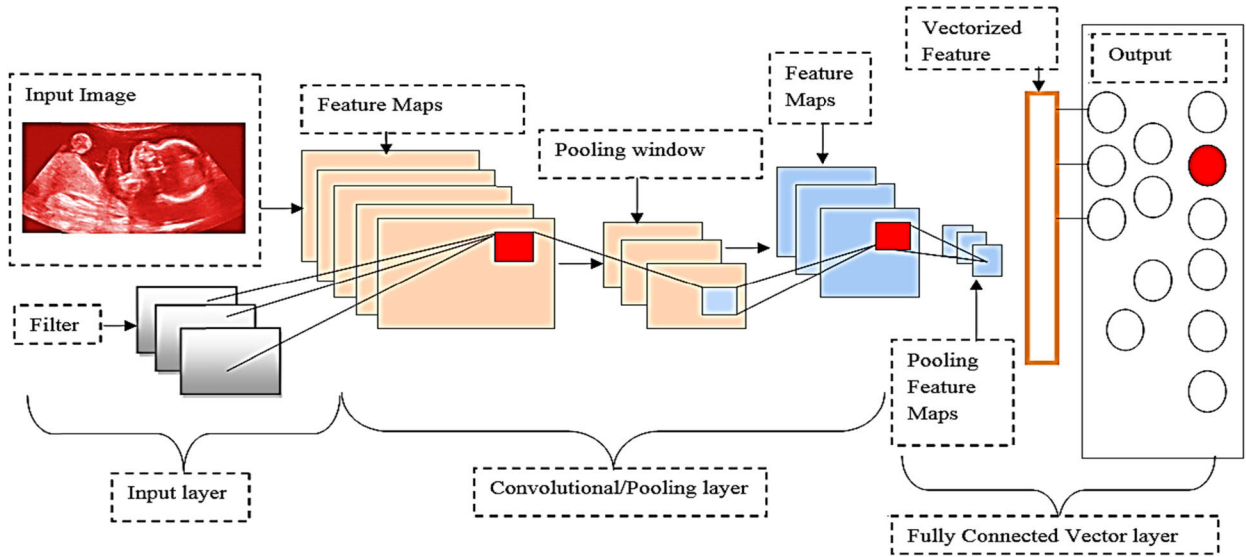 Input Image
Filter
Input layer
Feature Maps
Pooling window
Convolutional/Pooling layer
Feature
Maps
Pooling
Feature
Maps
Vectorized
Feature
Output
Fully Connected Vector layer